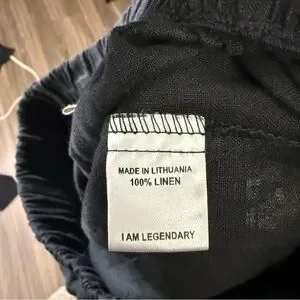 MADE IN LITHUANIA
100% LINEN
I AM LEGENDARY